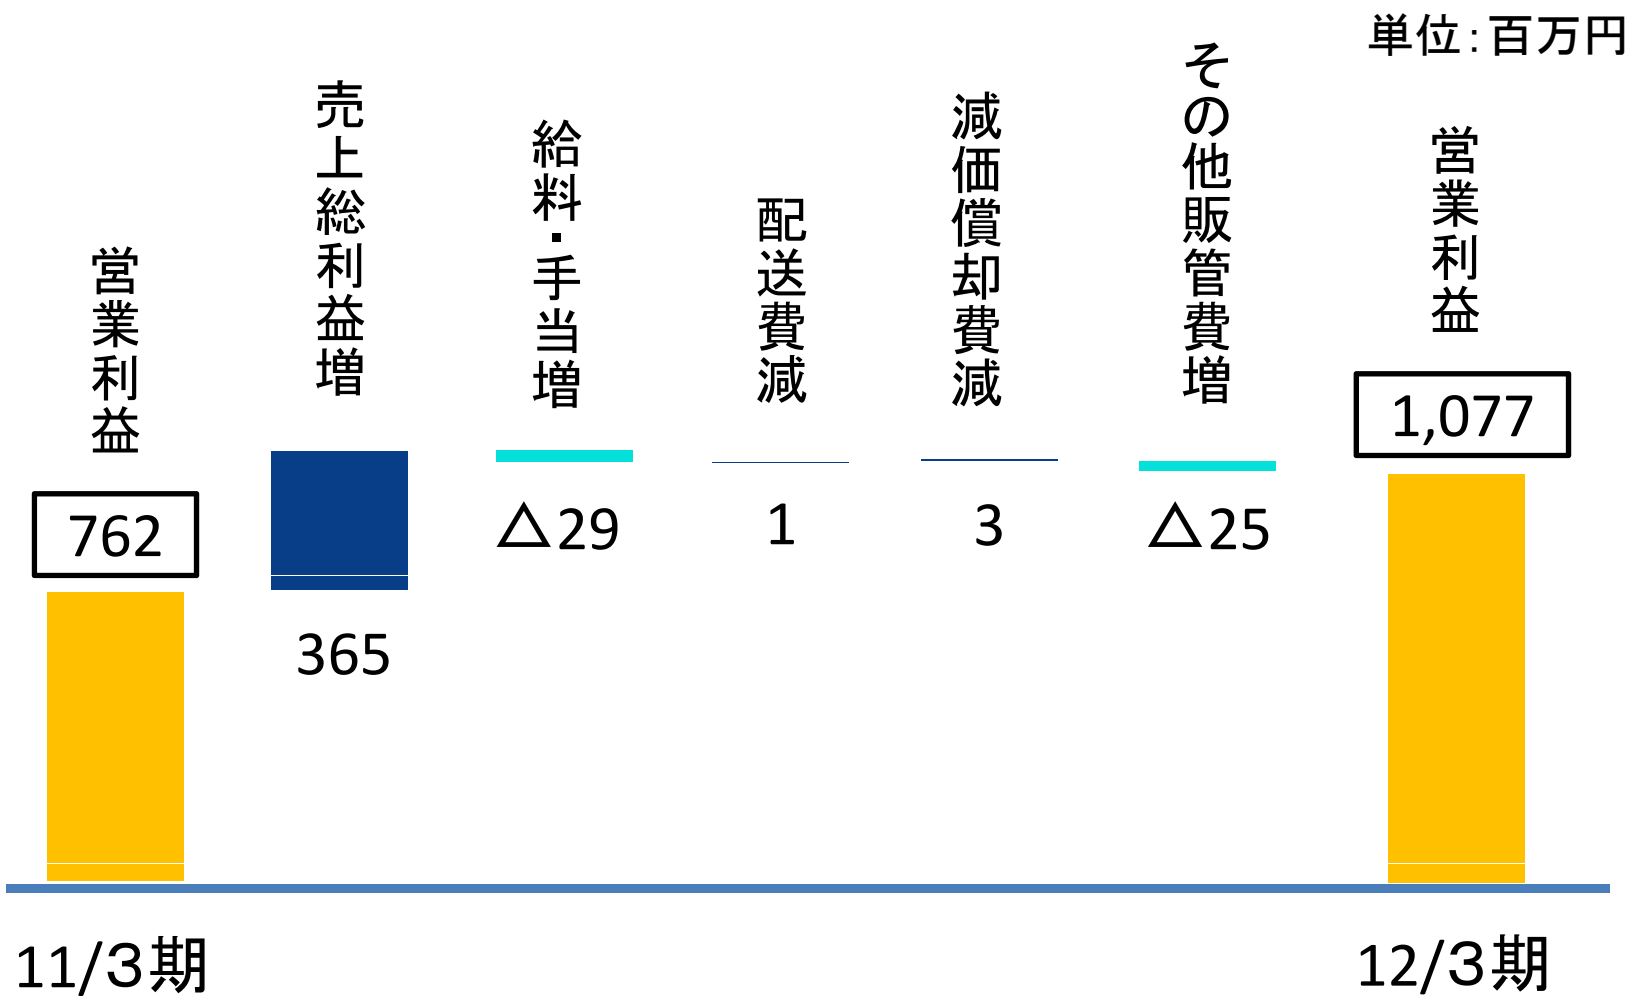 単位：百万円
営業利益
762
売上総利益増
365
給料・手当増
△29
配送費減
1
減価償却費減
3
その他販管費増
△25
営業利益
1,077
11/3期
12/3期